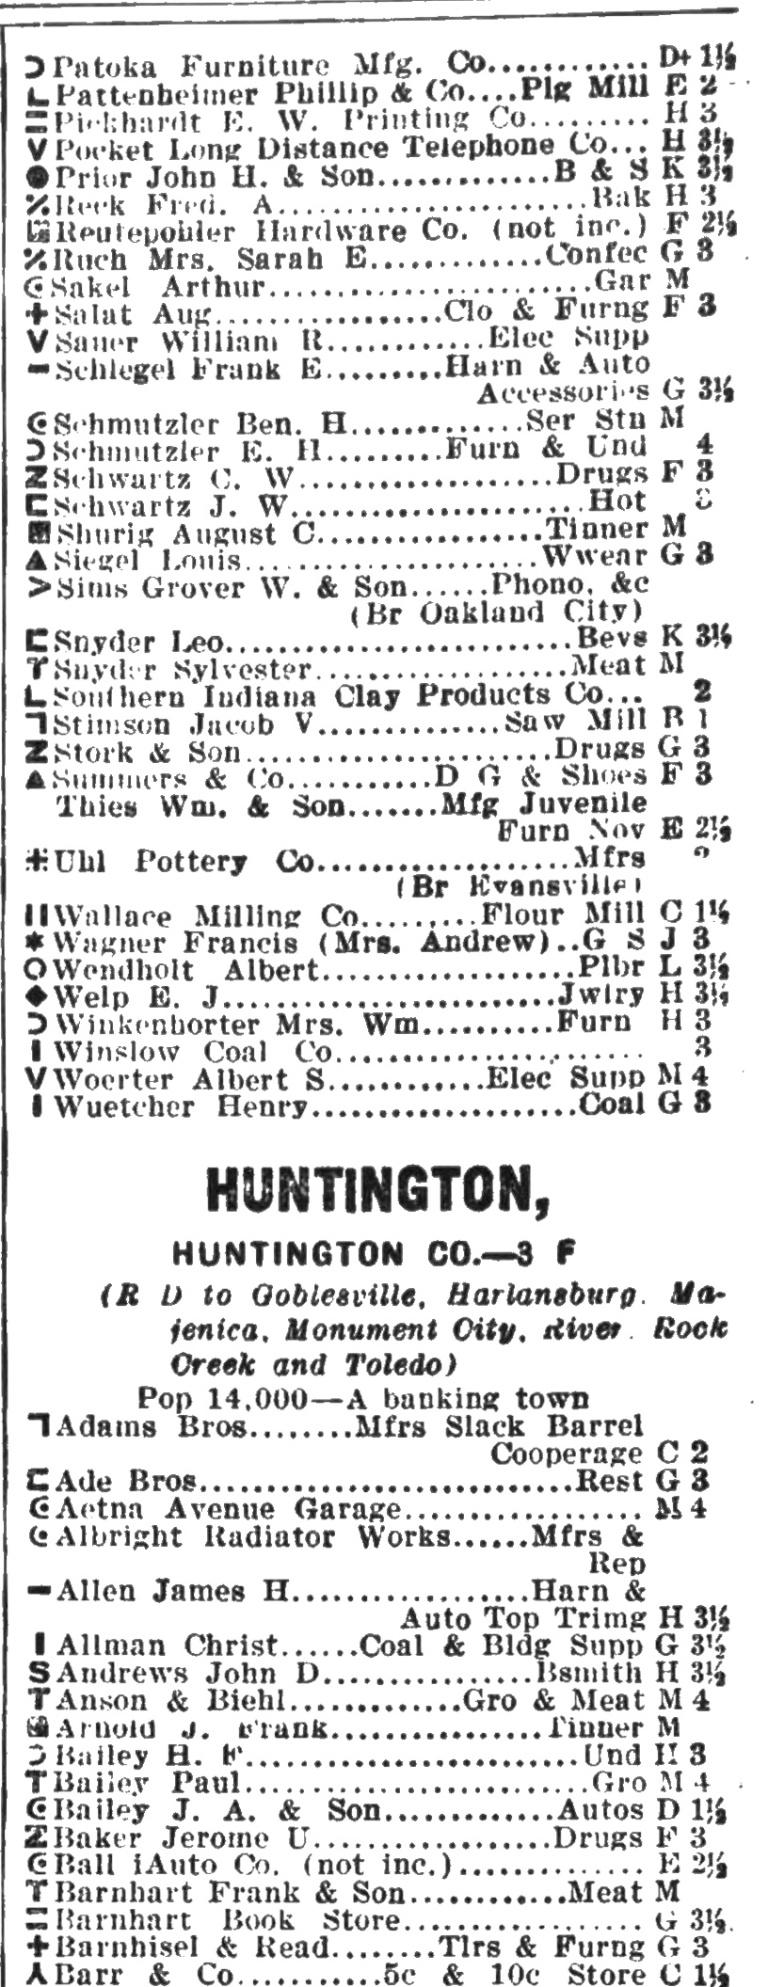 Patoka Furniture Mfg. Co............ D+ 1½
Pattenheimer Phillip & Co....Plg Mill E 2
Pickhardt E. W. Printing Co......... H 3
Pocket Long Distance Telephone Co... H 3½
Prior John H. & Son.............B & S K 3½
Reck Fred. A.......................Bak H 3
Reutepohler Hardware Co. (not inc.) F 2½
Ruch Mrs. Sarah E.............Confec G 3
Sakel Arthur........................Gar M
Salat Aug.................Clo & Furng F 3
Sauer William R............Elec Supp
Schlegel Frank E.........Harn & Auto
Accessories G 3½
Schmutzler Ben. H.............Ser Stn M
Schmutzler E. H.........Furn & Und 4
Schwartz C. W...................Drugs F 3
Schwartz J. W......................Hot
Shurig August C.................Tinner M
Siegel Louis......................Wwear G 3
Sims Grover W. & Son......Phono, &c
(Br Oakland City)
Snyder Leo..........................Bevs K 3½
Snyder Sylvester...................Meat M
Southern Indiana Clay Products Co... 2
Stimson Jacob V..............Saw Mill B 1
Stork & Son.......................Drugs G 3
Summers & Co...........D G & Shoes F 3
Thies Wm. & Son.......Mfg Juvenile
Furn Nov E 2½
Uhl Pottery Co...................Mfrs
(Br Evansville)
Wallace Milling Co.........Flour Mill C 1½
Wagner Francis (Mrs. Andrew)..G S J 3
Wendholt Albert...................Plbr L 3½
Welp E. J.........................Jwlry H 3½
Winkenhorter Mrs. Wm..........Furn H 3
Winslow Coal Co....................... 3
Woerter Albert S............Elec Supp M 4
Wuetcher Henry....................Coal G 3
HUNTINGTON,
HUNTINGTON CO.—3 F
(R D to Goblesville, Harlansburg. Ma-
jenica, Monument City, River. Rock
Creek and Toledo)
Pop 14,000—A banking town
Adams Bros........Mfrs Slack Barrel
Cooperage C 2
Ade Bros............................Rest G 3
Aetna Avenue Garage.................. M 4
Albright Radiator Works......Mfrs &
Rep
Allen James H..................Harn &
Auto Top Trimg H 3½
Allman Christ......Coal & Bldg Supp G 3½
Andrews John D................Bsmith H 3½
Anson & Biehl.............Gro & Meat M 4
Arnold J. Frank................Tinner M
Bailey H. F.........................Und H 3
Bailey Paul..........................Gro M 4
Bailey J. A. & Son.............Autos D 1½
Baker Jerome U..................Drugs F 3
Ball iAuto Co. (not inc.).............. E 2½
Barnhart Frank & Son............Meat M
Barnhart Book Store.................. G 3½
Barnhisel & Read........Tlrs & Furng G 3
Barr & Co...........5c & 10c Store C 1½